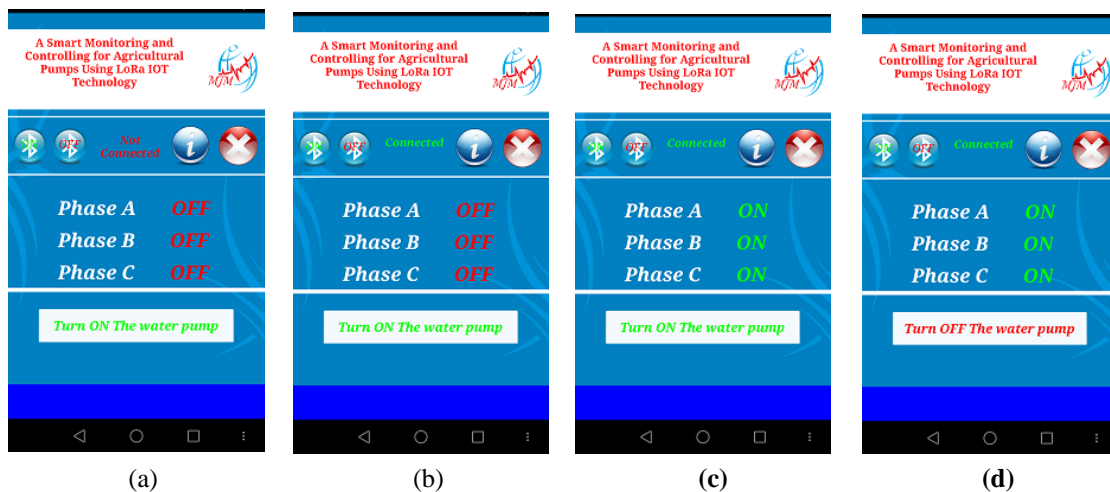 A Smart Monitoring and
Controlling for Agricultural
Pumps Using LoRa IOT
Technology
MJM
OFF
Not
Connected
i
Phase A OFF
Phase B OFF
Phase C OFF
Turn ON The water pump
(a)
A Smart Monitoring and
Controlling for Agricultural
Pumps Using LoRa IOT
Technology
MJM
OFF
Connected
i
Phase A OFF
Phase B OFF
Phase C OFF
Turn ON The water pump
(b)
A Smart Monitoring and
Controlling for Agricultural
Pumps Using LoRa IOT
Technology
MJM
OFF
Connected
i
Phase A ON
Phase B ON
Phase C ON
Turn ON The water pump
(c)
A Smart Monitoring and
Controlling for Agricultural
Pumps Using LoRa IOT
Technology
MJM
OFF
Connected
i
Phase A ON
Phase B ON
Phase C ON
Turn OFF The water pump
(d)